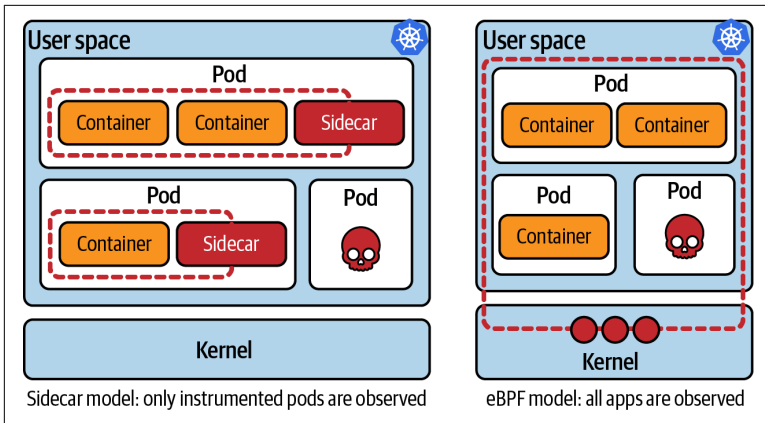 User space
Pod
Container
Container
Sidecar
Pod
Container
Sidecar
Pod
Kernel
Sidecar model: only instrumented pods are observed
User space
Pod
Container
Container
Pod
Container
Pod
Kernel
eBPF model: all apps are observed